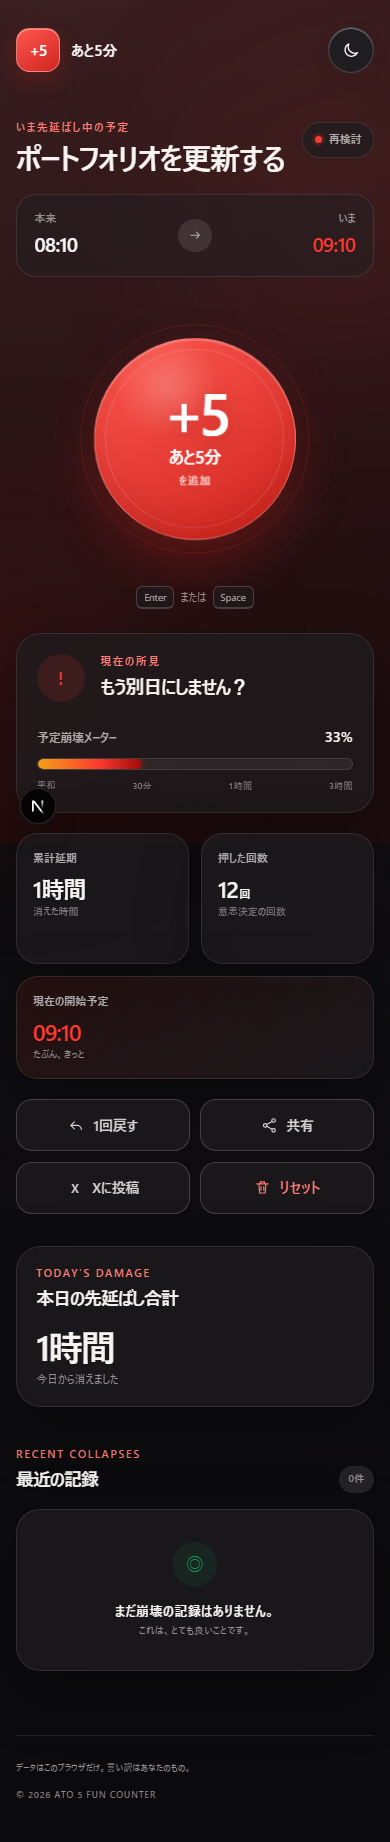 +5 あと5分
いま先延ばし中の予定
ポートフォリオを更新する
再検討
本来
いま
08:10
→
09:10
+5
あと5分
を追加
Enter または Space
現在の所見
!
もう別日にしません？
予定崩壊メーター 33%
平和 30分 1時間 3時間
N
累計延期
1時間
消えた時間
押した回数
12回
意思決定の回数
現在の開始予定
09:10
たぶん、きっと
1回戻す
共有
X Xに投稿
リセット
TODAY'S DAMAGE
本日の先延ばし合計
1時間
今日から消えました
RECENT COLLAPSES
最近の記録
0件
まだ崩壊の記録はありません。
これは、とても良いことです。
データはこのブラウザだけ。言い訳はあなたのもの。
© 2026 ATO 5 FUN COUNTER